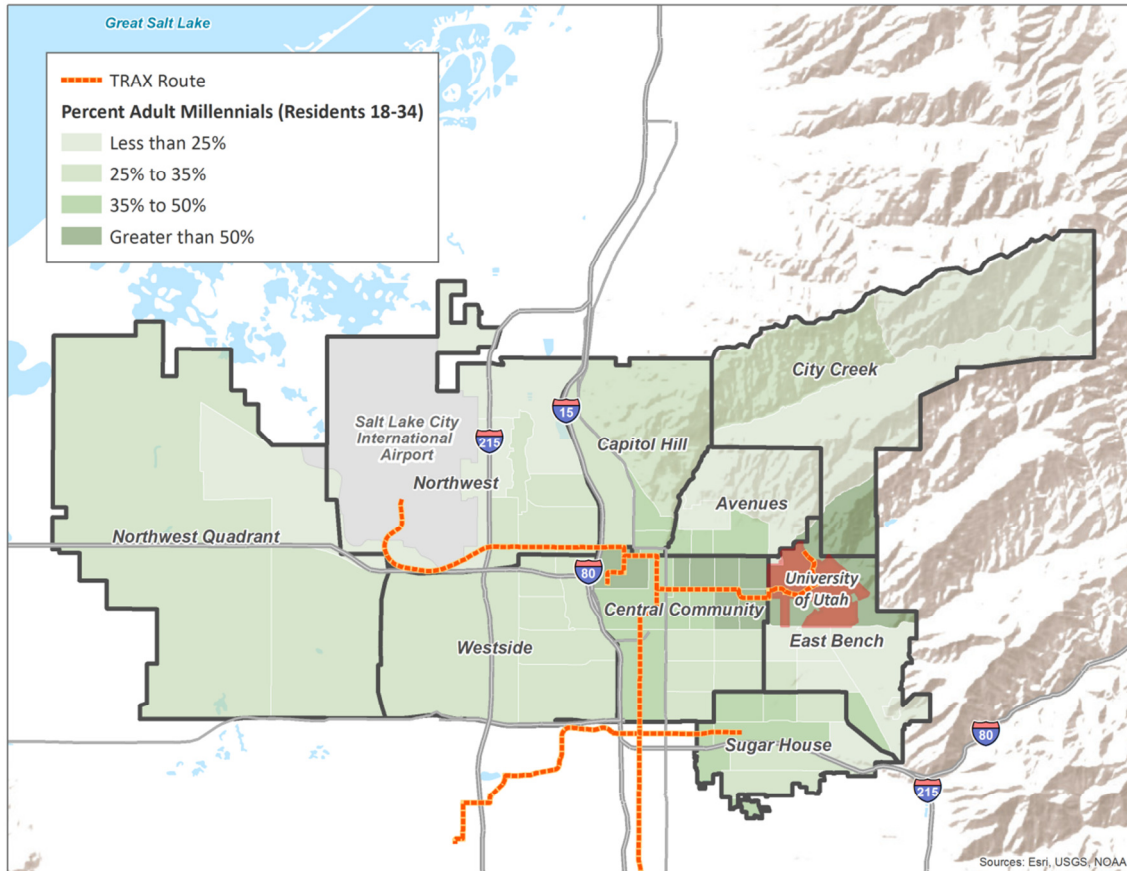 Great Salt Lake
TRAX Route
Percent Adult Millennials (Residents 18-34)
Less than 25%
25% to 35%
35% to 50%
Greater than 50%
City Creek
15
Salt Lake City
International
Airport
215
Capitol Hill
Northwest
Avenues
Northwest Quadrant
80
University
of Utah
Central Community
Westside
East Bench
80
Sugar House
215
Sources: Esri, USGS, NOAA